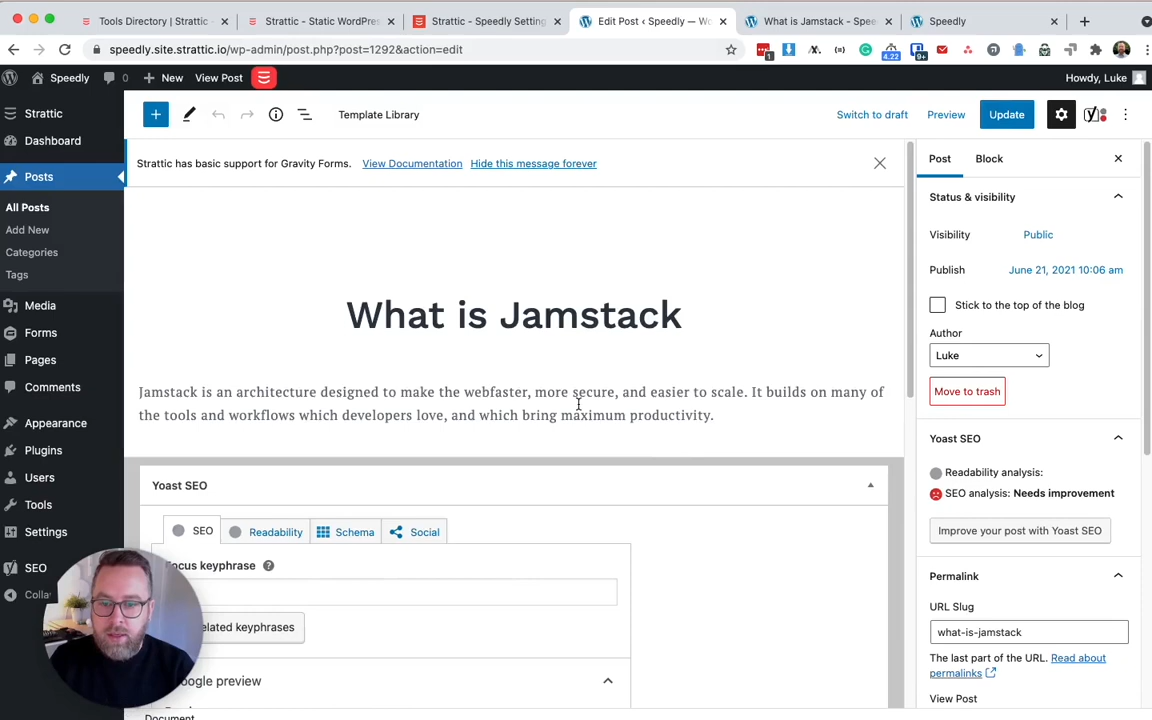 Tools Directory | Strattic -
Strattic - Static WordPres
Strattic - Speedly Setting
Edit Post ‹ Speedly — Wo
What is Jamstack - Spee
Speedly
speedly.site.strattic.io/wp-admin/post.php?post=1292&action=edit
1
4.22
9+
Speedly
0
New
View Post
Howdy, Luke
Strattic
Dashboard
Posts
All Posts
Add New
Categories
Tags
Media
Forms
Pages
Comments
Appearance
Plugins
Users
Tools
Settings
SEO
Colla
Template Library
Switch to draft
Preview
Update
Strattic has basic support for Gravity Forms. View Documentation Hide this message forever
What is Jamstack
Jamstack is an architecture designed to make the webfaster, more secure, and easier to scale. It builds on many of
the tools and workflows which developers love, and which bring maximum productivity.
Yoast SEO
SEO
Readability
Schema
Social
ocus keyphrase
elated keyphrases
oogle preview
Document
Post
Block
Status & visibility
Visibility
Public
Publish
June 21, 2021 10:06 am
Stick to the top of the blog
Author
Luke
Move to trash
Yoast SEO
Readability analysis:
SEO analysis: Needs improvement
Improve your post with Yoast SEO
Permalink
URL Slug
what-is-jamstack
The last part of the URL. Read about
permalinks
View Post